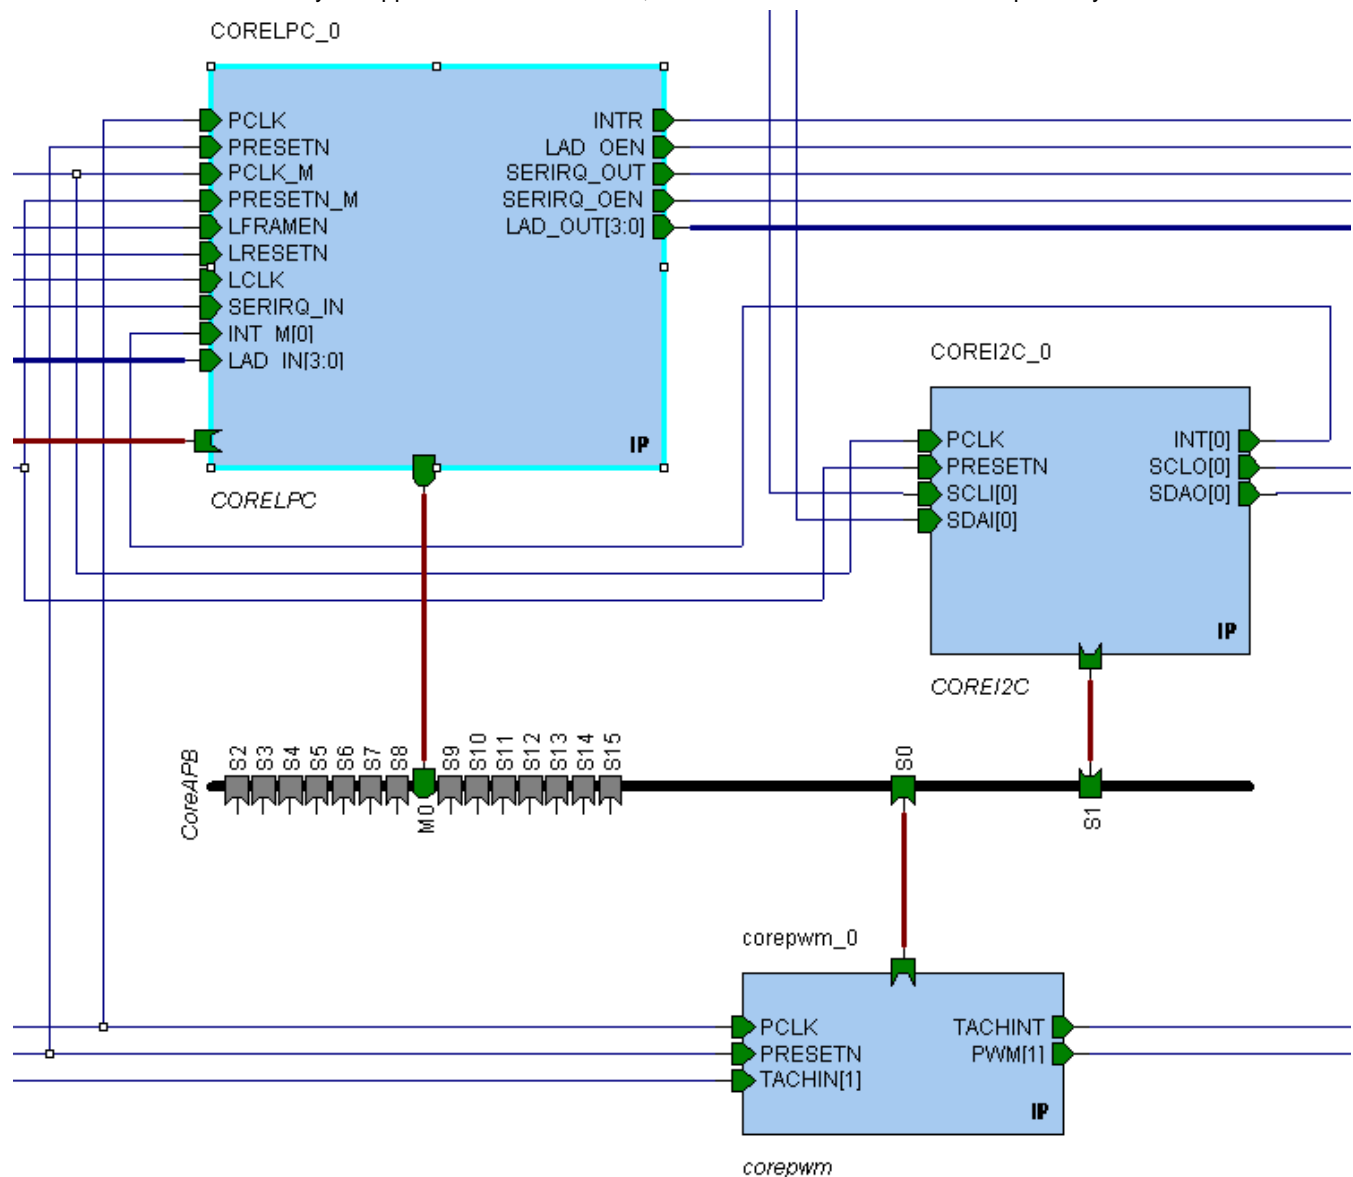 CORELPC_0
PCLK
PRESETN
PCLK_M
PRESETN_M
LFRAMEN
LRESETN
LCLK
SERIRQ_IN
INT_M[0]
LAD_IN[3:0]
INTR
LAD_OEN
SERIRQ_OUT
SERIRQ_OEN
LAD_OUT[3:0]
IP
CORELPC
COREI2C_0
PCLK
PRESETN
SCLI[0]
SDAI[0]
INT[0]
SCLO[0]
SDAO[0]
IP
COREI2C
CoreAPB
S2
S3
S4
S5
S6
S7
S8
M0
S9
S10
S11
S12
S13
S14
S15
S0
S1
corepwm_0
PCLK
PRESETN
TACHIN[1]
TACHINT
PWM[1]
IP
corepwm